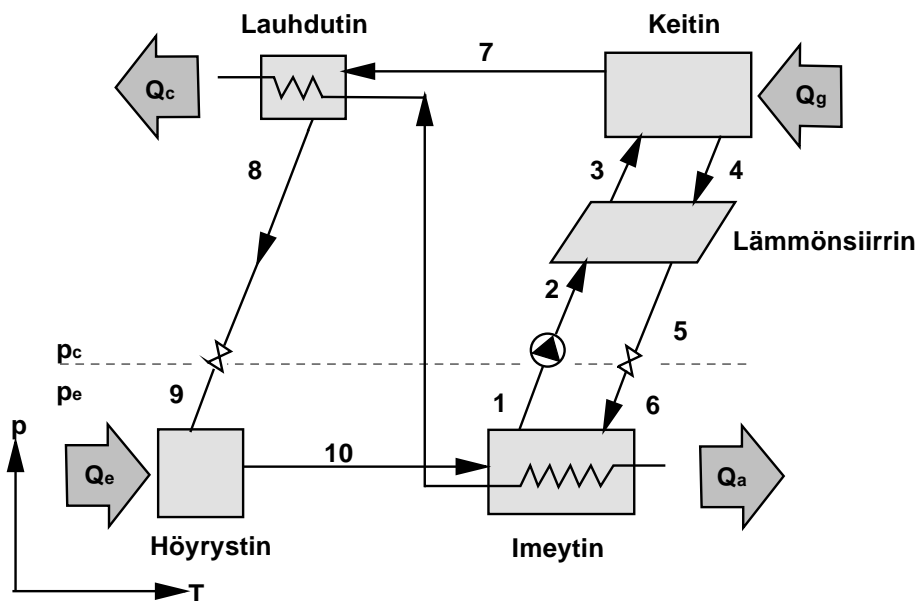 Lauhdutin
Keitin
7
Qc
Qg
8
3
4
Lämmönsiirrin
2
5
pc
pe
9
1
6
p
10
Qe
Qa
Höyrystin
Imeytin
T